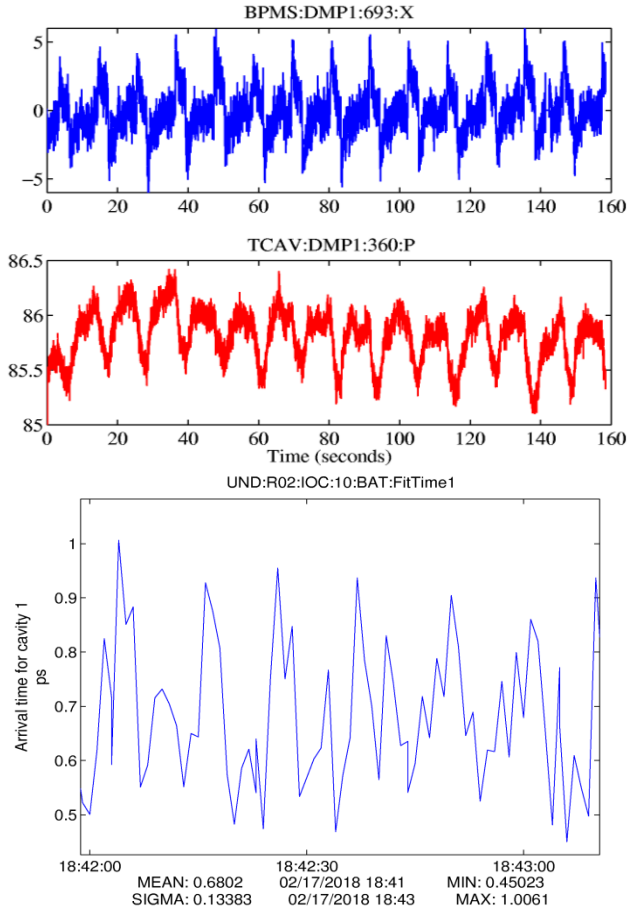 BPMS:DMP1:693:X
5
0
−5
0 20 40 60 80 100 120 140 160
TCAV:DMP1:360:P
86.5
86
85.5
85
0 20 40 60 80 100 120 140 160
Time (seconds)
UND:R02:IOC:10:BAT:FitTime1
1
0.9
0.8
0.7
0.6
0.5
Arrival time for cavity 1
ps
18:42:00 18:42:30 18:43:00
MEAN: 0.6802 02/17/2018 18:41 MIN: 0.45023
SIGMA: 0.13383 02/17/2018 18:43 MAX: 1.0061